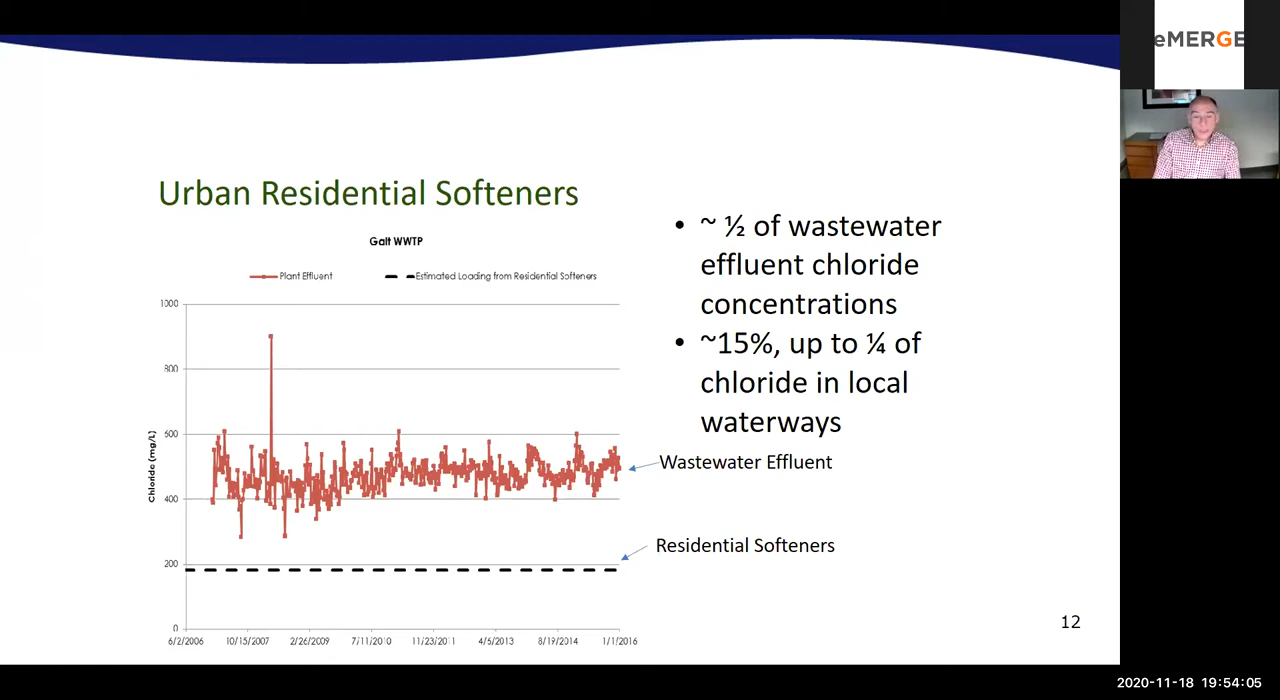 eMERGE
Urban Residential Softeners
Galt WWTP
Plant Effluent
Estimated Loading from Residential Softeners
1000
800
600
400
200
0
Chloride (mg/L)
6/2/2006
10/15/2007
2/26/2009
7/11/2010
11/23/2011
4/6/2013
8/19/2014
1/1/2016
• ~ ½ of wastewater
effluent chloride
concentrations
• ~15%, up to ¼ of
chloride in local
waterways
Wastewater Effluent
Residential Softeners
12
2020-11-18 19:54:05